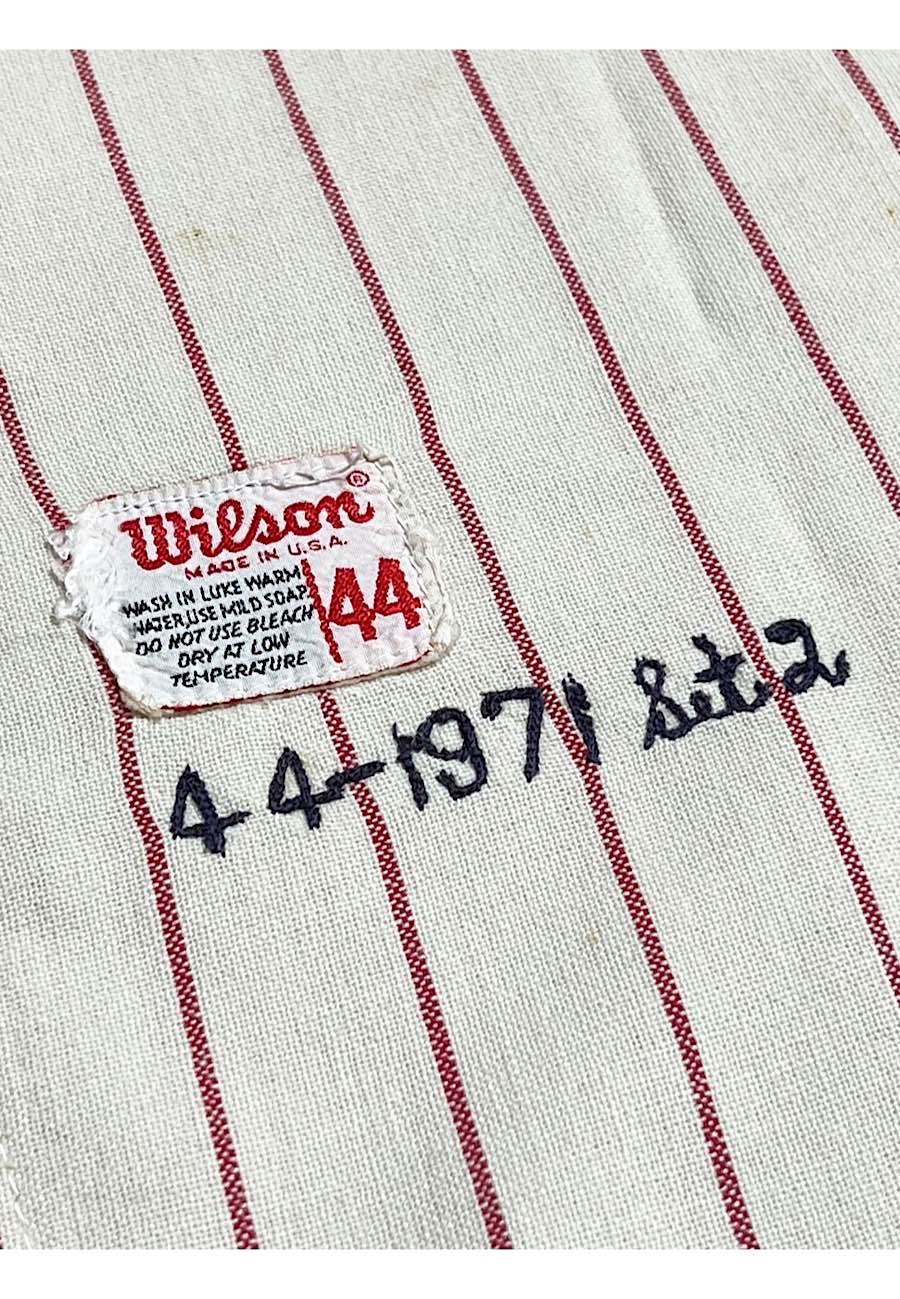 Wilson®
MADE IN U.S.A.
WASH IN LUKE WARM
WATER,USE MILD SOAP
DO NOT USE BLEACH
DRY AT LOW
TEMPERATURE
44
44-1971 Set 2